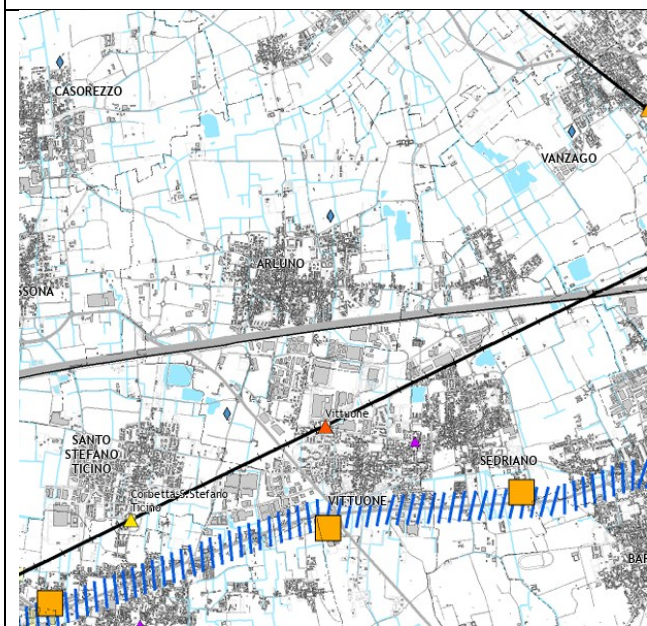 CASOREZZO
VANZAGO
ARLUNO
SSONA
Vittuone
SANTO
STEFANO
TICINO
SEDRIANO
Corbetta-S.Stefano
Ticino
VITTUONE
BAR